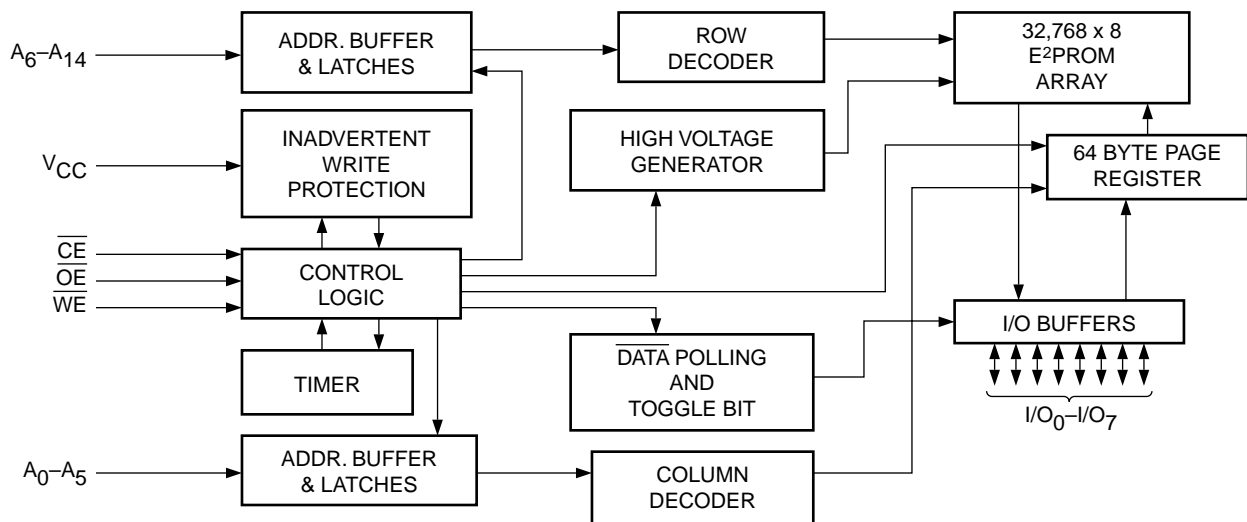 A6–A14
ADDR. BUFFER
& LATCHES
ROW
DECODER
32,768 x 8
E2PROM
ARRAY
VCC
INADVERTENT
WRITE
PROTECTION
HIGH VOLTAGE
GENERATOR
64 BYTE PAGE
REGISTER
CE
OE
WE
CONTROL
LOGIC
I/O BUFFERS
TIMER
DATA POLLING
AND
TOGGLE BIT
I/O0–I/O7
A0–A5
ADDR. BUFFER
& LATCHES
COLUMN
DECODER